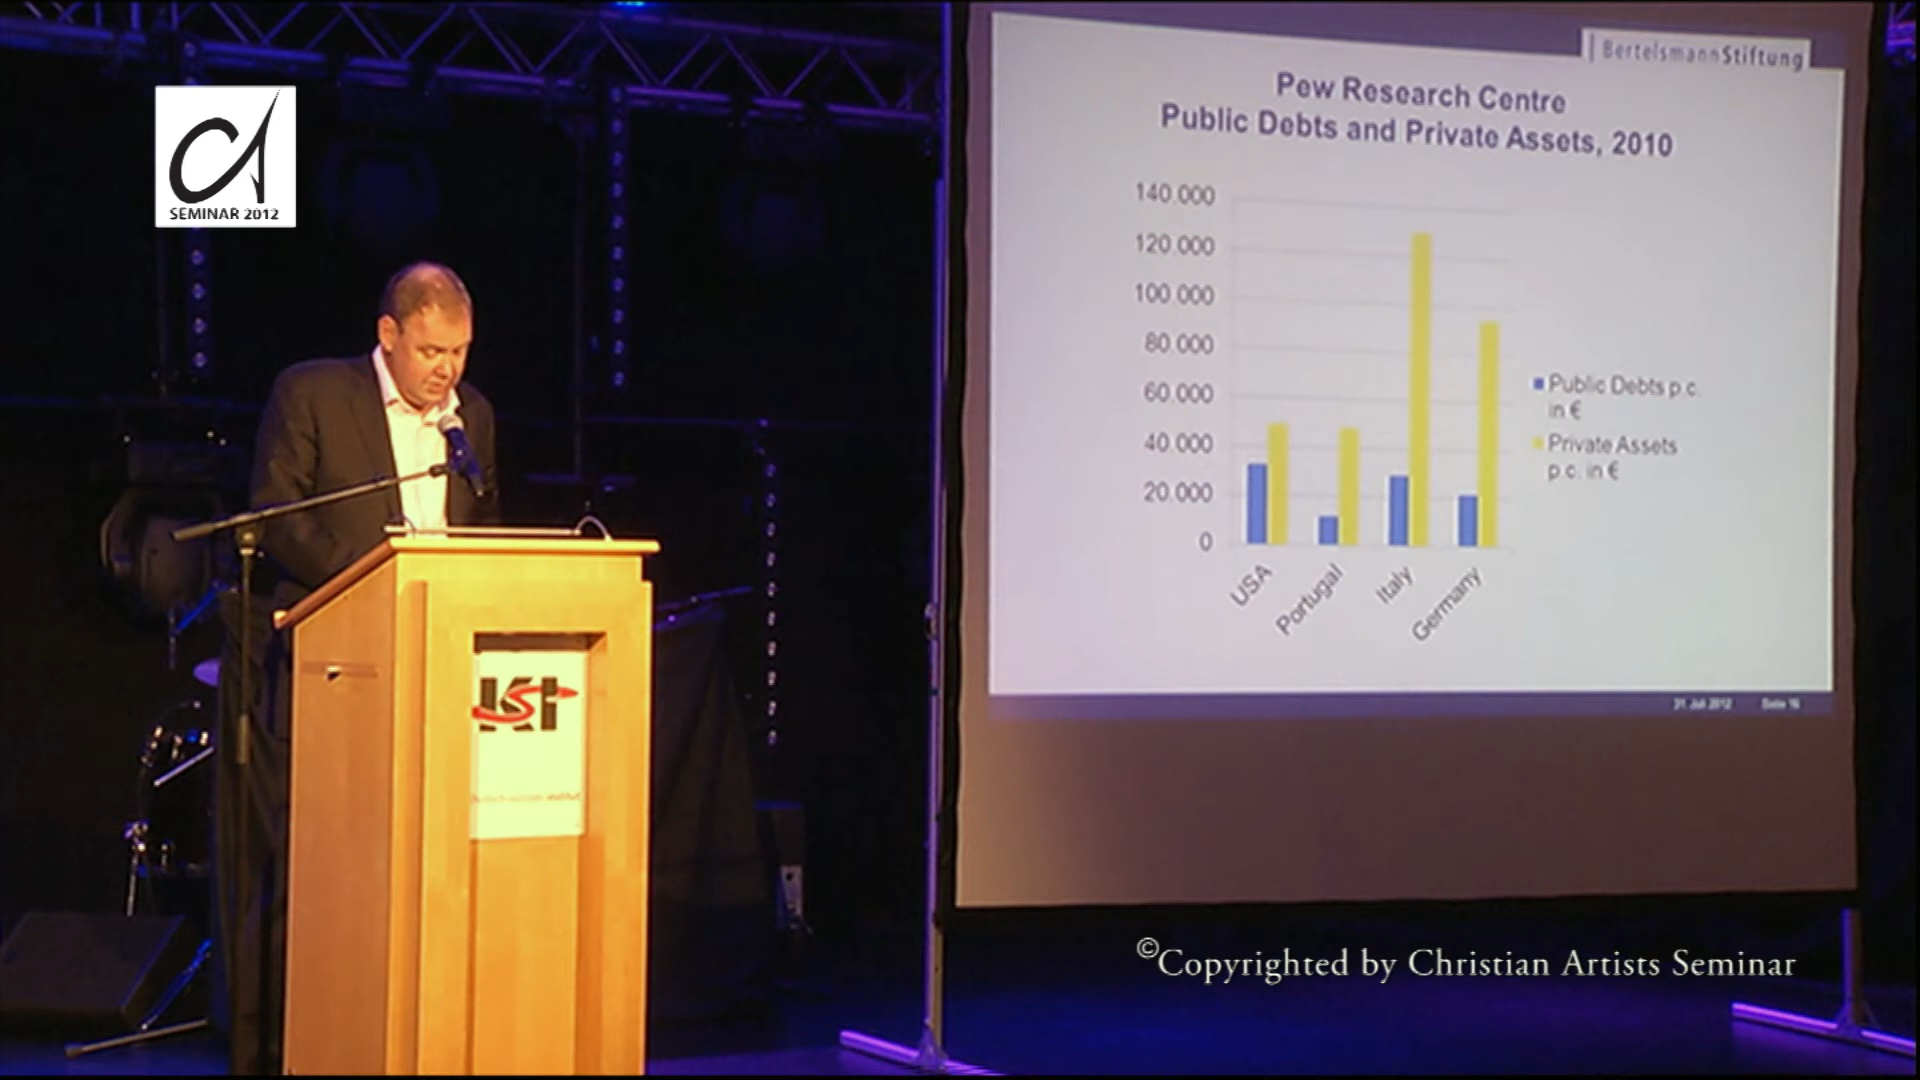 CA
SEMINAR 2012
BertelsmannStiftung
Pew Research Centre
Public Debts and Private Assets, 2010
140.000
120.000
100.000
80.000
60.000
40.000
20.000
0
USA
Portugal
Italy
Germany
Public Debts p.c.
in €
Private Assets
p.c. in €
31. Juli 2012 Seite 16
KSI
©Copyrighted by Christian Artists Seminar